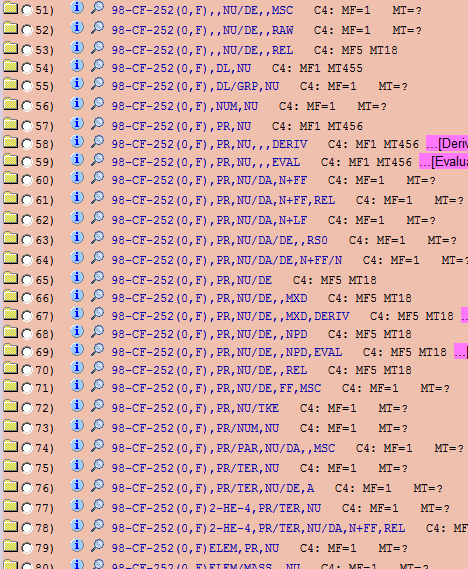 51) 98-CF-252(0,F),,NU/DE,,MSC C4: MF=1 MT=?
52) 98-CF-252(0,F),,NU/DE,,RAW C4: MF=1 MT=?
53) 98-CF-252(0,F),,NU/DE,,REL C4: MF5 MT18
54) 98-CF-252(0,F),DL,NU C4: MF1 MT455
55) 98-CF-252(0,F),DL/GRP,NU C4: MF=1 MT=?
56) 98-CF-252(0,F),NUM,NU C4: MF=1 MT=?
57) 98-CF-252(0,F),PR,NU C4: MF1 MT456
58) 98-CF-252(0,F),PR,NU,,,DERIV C4: MF1 MT456 ...[Deriv
59) 98-CF-252(0,F),PR,NU,,,EVAL C4: MF1 MT456 ...[Evalua
60) 98-CF-252(0,F),PR,NU/DA,N+FF C4: MF=1 MT=?
61) 98-CF-252(0,F),PR,NU/DA,N+FF,REL C4: MF=1 MT=?
62) 98-CF-252(0,F),PR,NU/DA,N+LF C4: MF=1 MT=?
63) 98-CF-252(0,F),PR,NU/DA/DE,,RS0 C4: MF=1 MT=?
64) 98-CF-252(0,F),PR,NU/DA/DE,N+FF/N C4: MF=1 MT=?
65) 98-CF-252(0,F),PR,NU/DE C4: MF5 MT18
66) 98-CF-252(0,F),PR,NU/DE,,MXD C4: MF5 MT18
67) 98-CF-252(0,F),PR,NU/DE,,MXD,DERIV C4: MF5 MT18 ...
68) 98-CF-252(0,F),PR,NU/DE,,NPD C4: MF5 MT18
69) 98-CF-252(0,F),PR,NU/DE,,NPD,EVAL C4: MF5 MT18 ...[
70) 98-CF-252(0,F),PR,NU/DE,,REL C4: MF5 MT18
71) 98-CF-252(0,F),PR,NU/DE,FF,MSC C4: MF=1 MT=?
72) 98-CF-252(0,F),PR,NU/TKE C4: MF=1 MT=?
73) 98-CF-252(0,F),PR/NUM,NU C4: MF=1 MT=?
74) 98-CF-252(0,F),PR/PAR,NU/DA,,MSC C4: MF=1 MT=?
75) 98-CF-252(0,F),PR/TER,NU C4: MF=1 MT=?
76) 98-CF-252(0,F),PR/TER,NU/DE,A C4: MF=1 MT=?
77) 98-CF-252(0,F)2-HE-4,PR/TER,NU C4: MF=1 MT=?
78) 98-CF-252(0,F)2-HE-4,PR/TER,NU/DA,N+FF,REL C4: MF
79) 98-CF-252(0,F)ELEM,PR,NU C4: MF=1 MT=?
80) 98-CF-252(0,F)ELEM/MASS,,NU C4: MF=1 MT=?